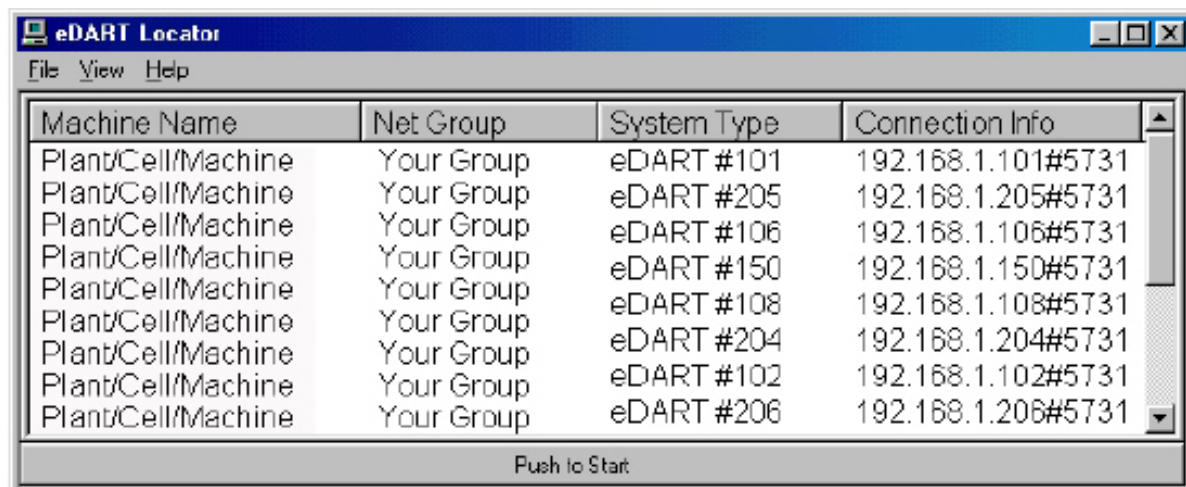 eDART Locator
File View Help
Machine Name Net Group System Type Connection Info
Plant/Cell/Machine Your Group eDART #101 192.168.1.101#5731
Plant/Cell/Machine Your Group eDART #205 192.168.1.205#5731
Plant/Cell/Machine Your Group eDART #106 192.168.1.106#5731
Plant/Cell/Machine Your Group eDART #150 192.168.1.150#5731
Plant/Cell/Machine Your Group
Plant/Cell/Machine Your Group eDART #108 192.168.1.108#5731
Plant/Cell/Machine Your Group eDART #204 192.168.1.204#5731
Plant/Cell/Machine Your Group eDART #102 192.168.1.102#5731
Plant/Cell/Machine Your Group eDART #206 192.168.1.206#5731
Push to Start